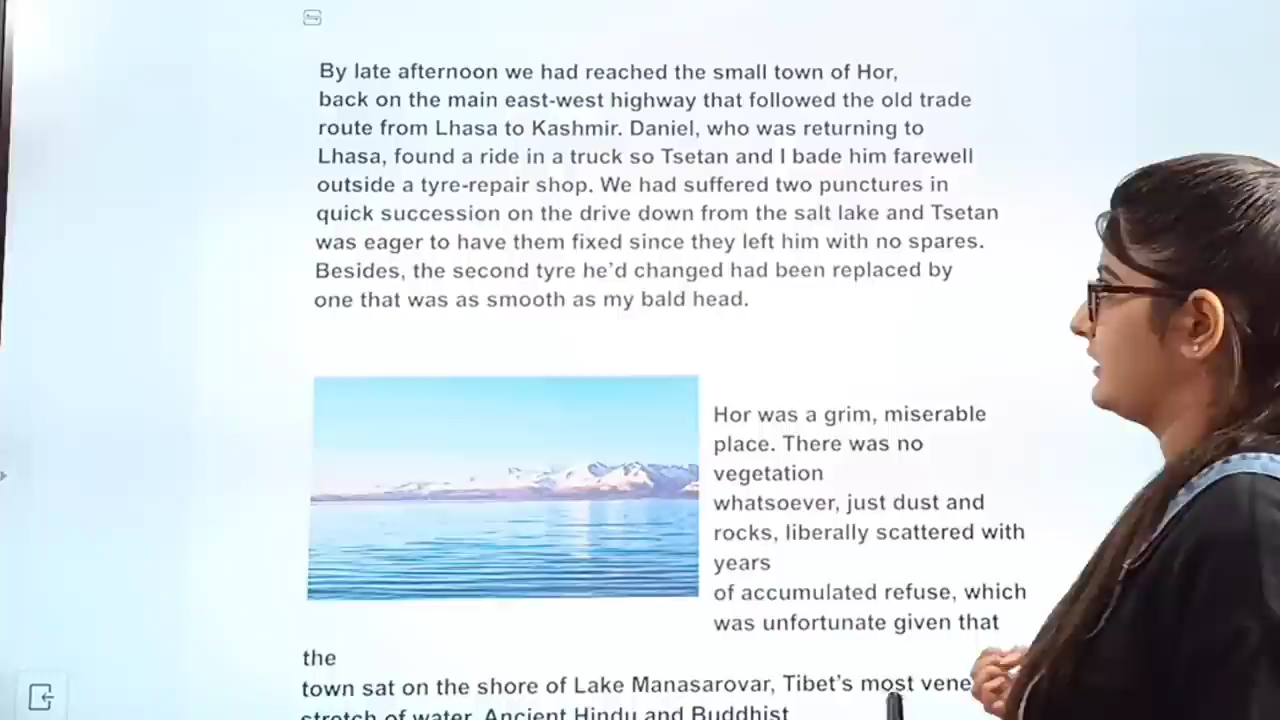 By late afternoon we had reached the small town of Hor,
back on the main east-west highway that followed the old trade
route from Lhasa to Kashmir. Daniel, who was returning to
Lhasa, found a ride in a truck so Tsetan and I bade him farewell
outside a tyre-repair shop. We had suffered two punctures in
quick succession on the drive down from the salt lake and Tsetan
was eager to have them fixed since they left him with no spares.
Besides, the second tyre he’d changed had been replaced by
one that was as smooth as my bald head.
Hor was a grim, miserable
place. There was no
vegetation
whatsoever, just dust and
rocks, liberally scattered with
years
of accumulated refuse, which
was unfortunate given that
the
town sat on the shore of Lake Manasarovar, Tibet’s most
stretch of water. Ancient Hindu and Buddhist